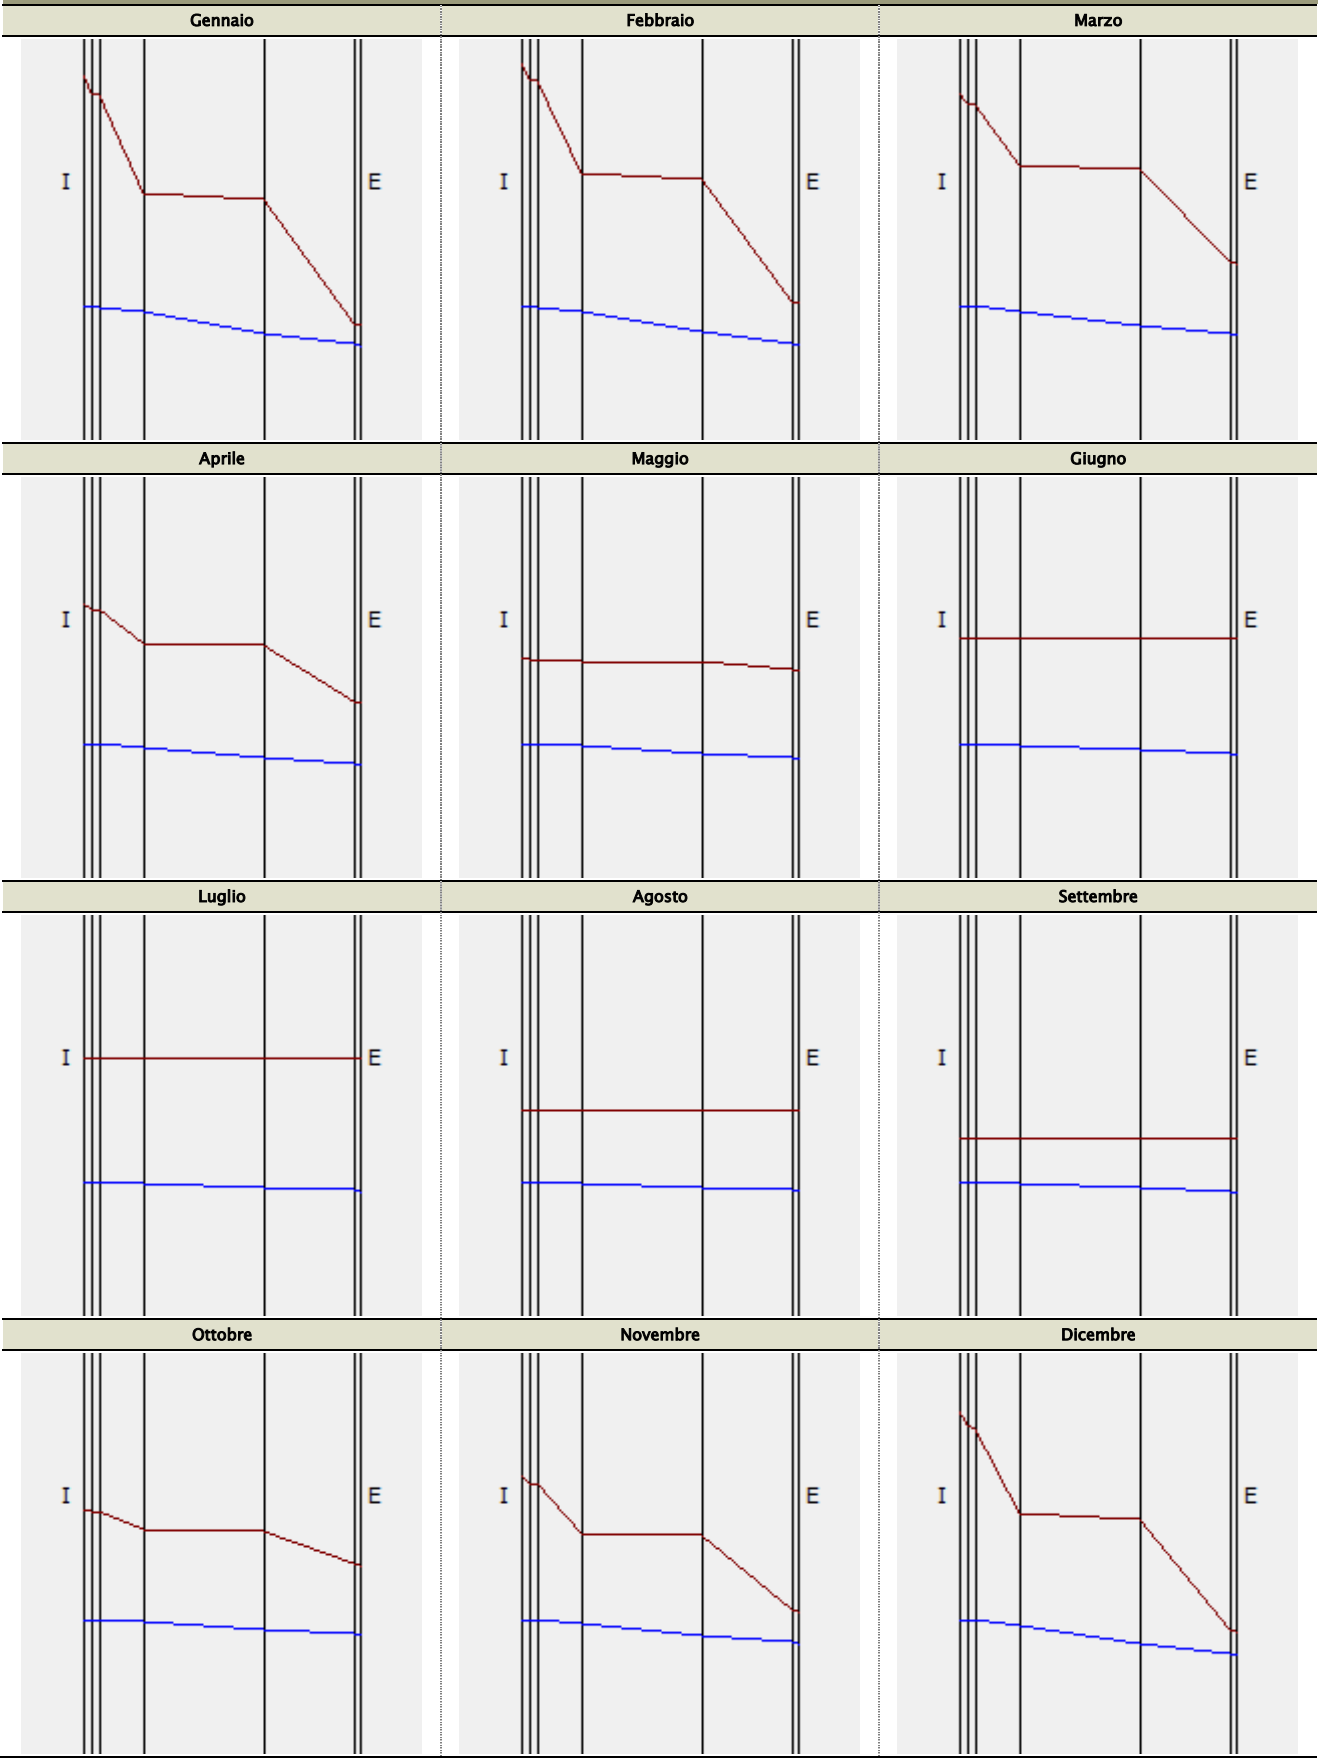 Gennaio Febbraio Marzo
I E I E I E
Aprile Maggio Giugno
I E I E I E
Luglio Agosto Settembre
I E I E I E
Ottobre Novembre Dicembre
I E I E I E